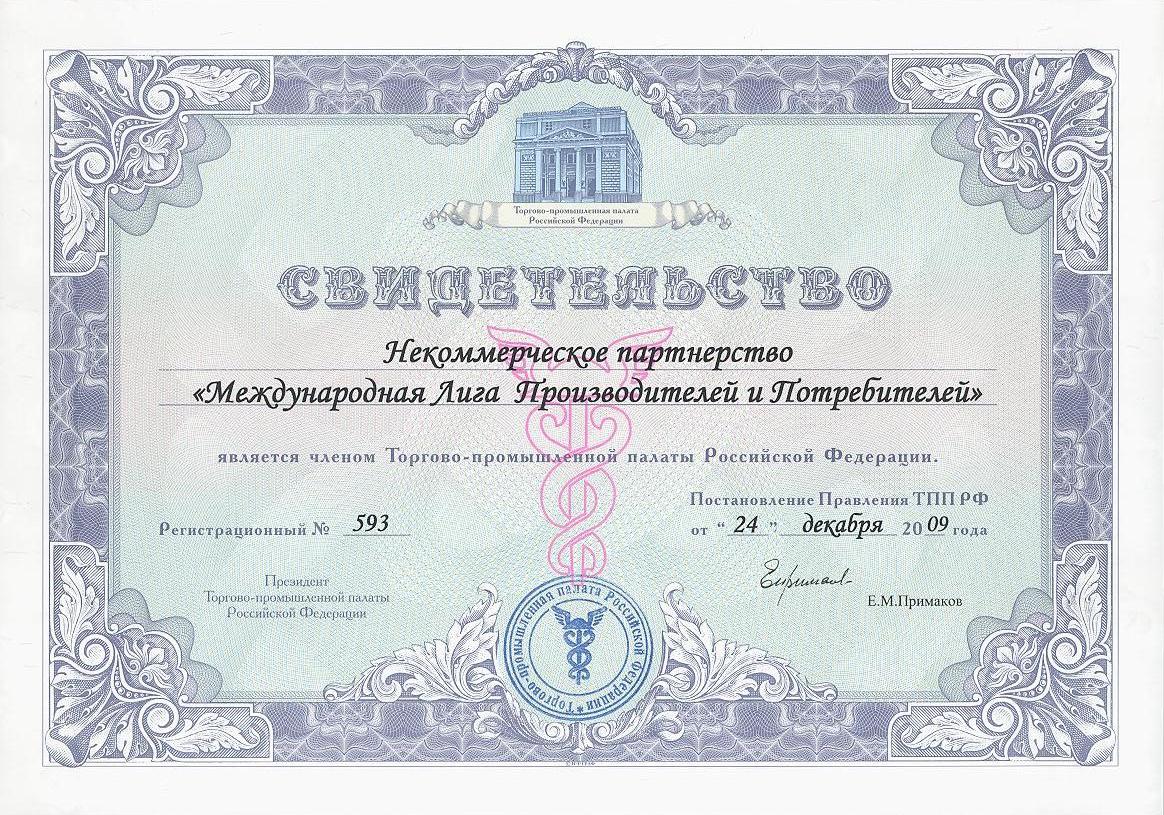 Торгово-промышленная палата
Российской Федерации
СВИДЕТЕЛЬСТВО
Некоммерческое партнерство
«Международная Лига Производителей и Потребителей»
является членом Торгово-промышленной палаты Российской Федерации.
Постановление Правления ТПП РФ
Регистрационный № 593
от “ 24 ” декабря 2009 года
Президент
Торгово-промышленной палаты
Российской Федерации
Е.М.Примаков
Торгово-промышленная палата Российской Федерации *